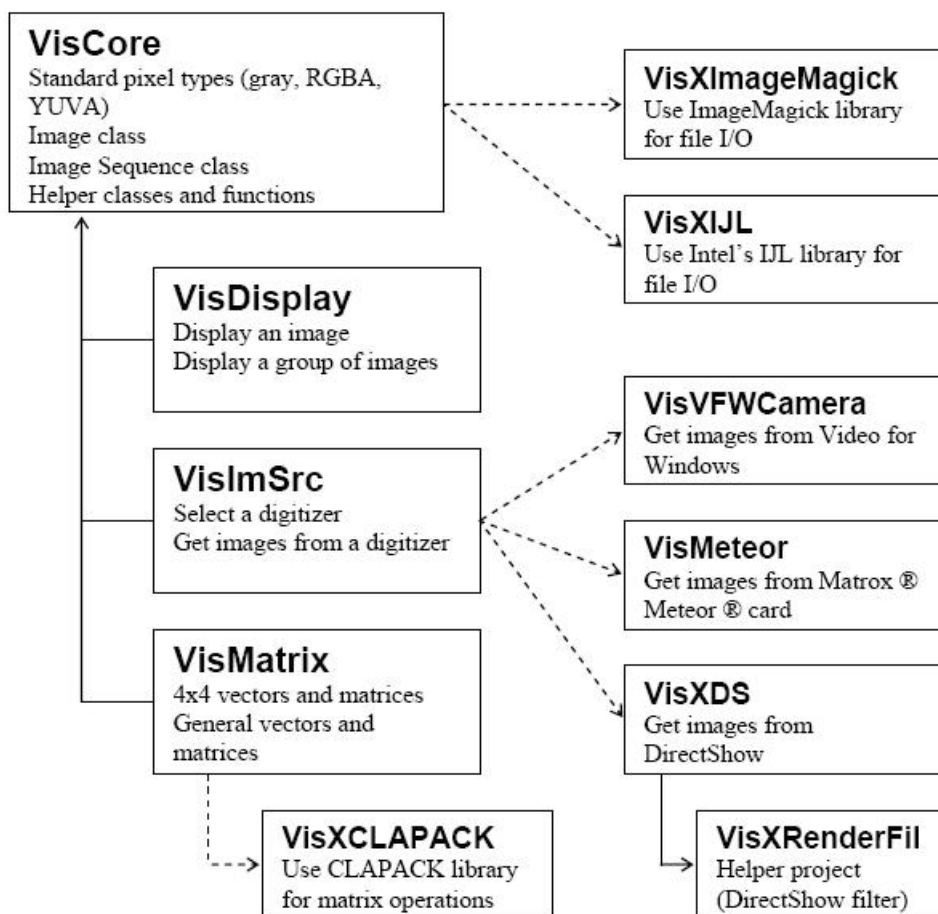 VisCore
Standard pixel types (gray, RGBA,
YUVA)
Image class
Image Sequence class
Helper classes and functions
VisXImageMagick
Use ImageMagick library
for file I/O
VisXIJL
Use Intel's IJL library for
file I/O
VisDisplay
Display an image
Display a group of images
VisVFWCamera
Get images from Video for
Windows
VisImSrc
Select a digitizer
Get images from a digitizer
VisMeteor
Get images from Matrox ®
Meteor ® card
VisMatrix
4x4 vectors and matrices
General vectors and
matrices
VisXDS
Get images from
DirectShow
VisXCLAPACK
Use CLAPACK library
for matrix operations
VisXRenderFil
Helper project
(DirectShow filter)